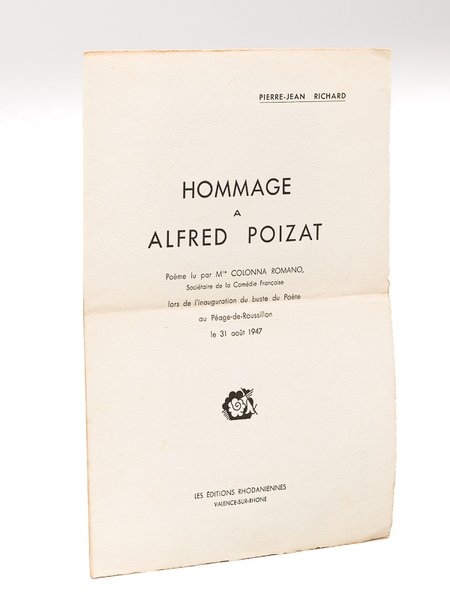 PIERRE-JEAN RICHARD
HOMMAGE
A
ALFRED POIZAT
Poème lu par Mme COLONNA ROMANO,
Sociétaire de la Comédie Française
lors de l'inauguration du buste du Poète
au Péage-de-Roussillon
le 31 août 1947
LES ÉDITIONS RHODANIENNES
VALENCE-SUR-RHONE